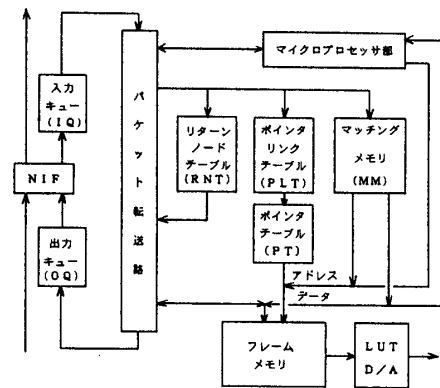 マイクロプロセッサ部
入力
キュー
(IQ)
パケット転送路
リターン
ノード
テーブル
(RNT)
ポインタ
リンク
テーブル
(PLT)
マッチング
メモリ
(MM)
NIF
ポインタ
テーブル
(PT)
出力
キュー
(OQ)
アドレス
データ
フレーム
メモリ
LUT
D/A